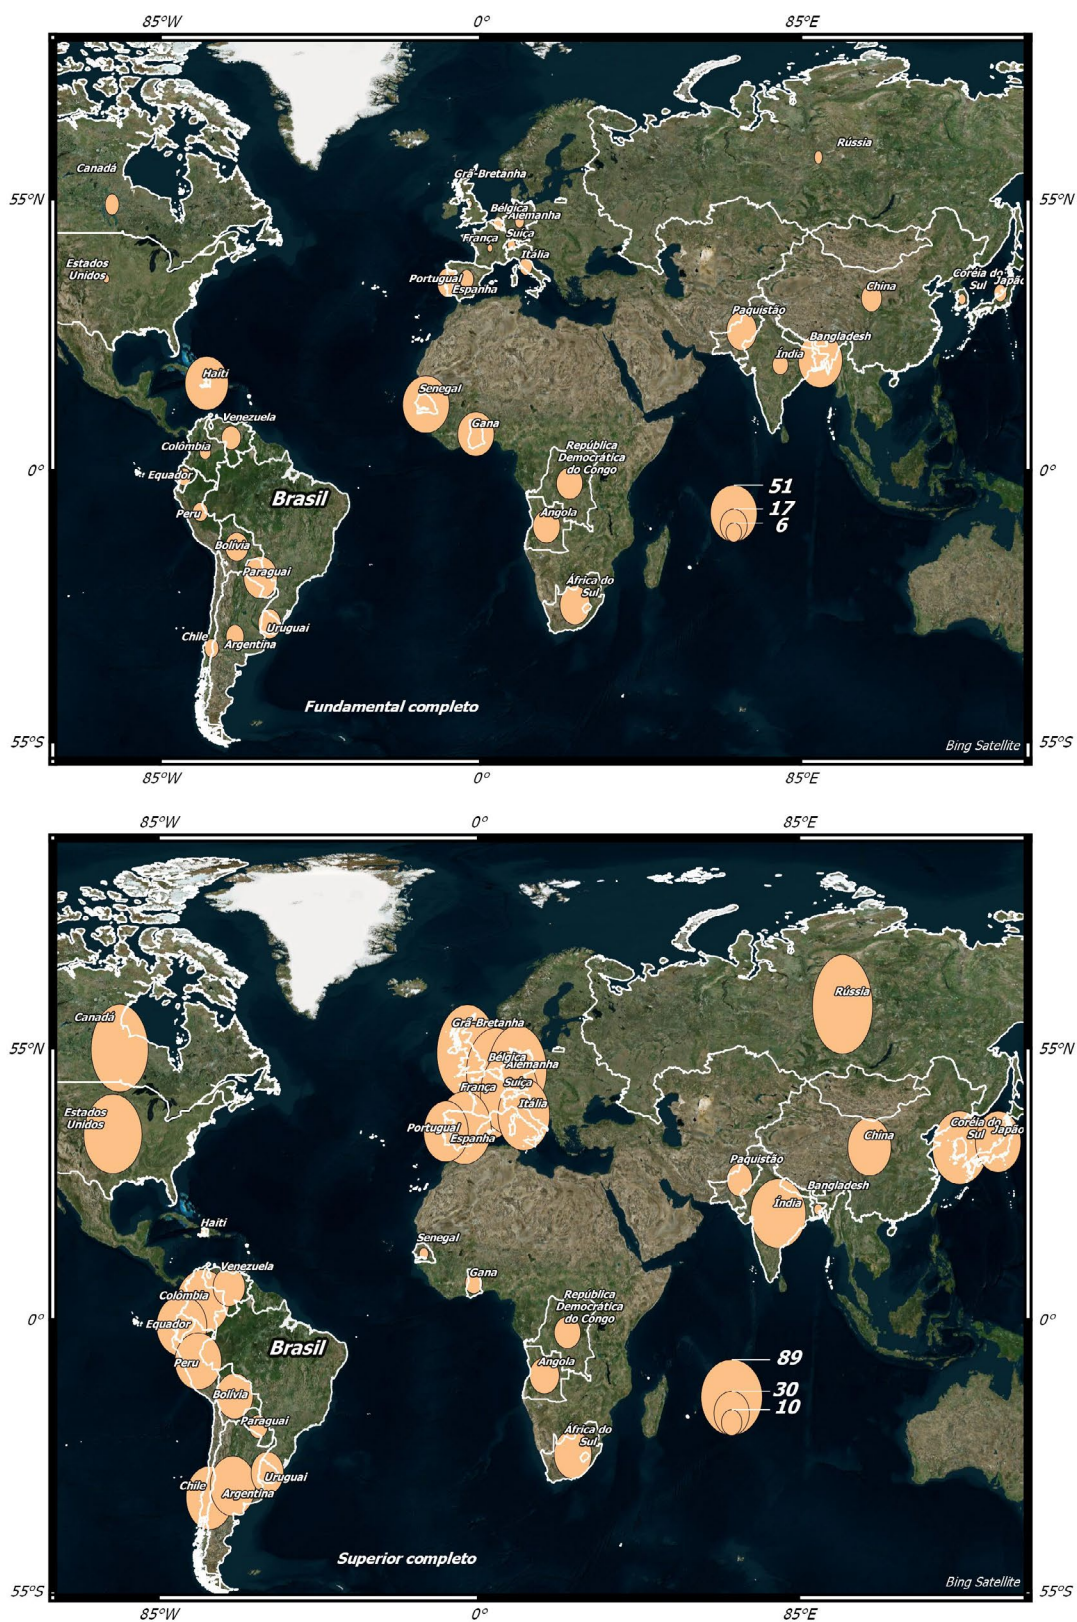 85°W 0° 85°E
Rússia
Canadá
Grã-Bretanha
55°N 55°N
Bélgica
Alemanha
Suiça
França
Itália
Estados
Unidos
Coréia do
Sul
Japão
Portugual
Espanha
China
Paquistão
Bangladesh
Índia
Haiti
Senegal
Venezuela
Gana
Colômbia
República
Democrática
do Congo
0° 0°
Equador
51
Brasil
17
Peru
Angola
6
Bolívia
Paraguai
África do
Sul
Uruguai
Chile
Argentina
Fundamental completo
55°S 55°S
Bing Satellite
85°W 0° 85°E
85°W 0° 85°E
Rússia
Canadá
Grã-Bretanha
55°N 55°N
Bélgica
Alemanha
Suiça
França
Itália
Estados
Unidos
Coréia do
Sul
Japão
Portugual
Espanha
China
Paquistão
Bangladesh
Índia
Haiti
Senegal
Venezuela
Gana
Colômbia
República
Democrática
do Congo
0° 0°
Equador
Brasil
89
Peru
Angola
30
Bolívia
10
Paraguai
África do
Sul
Uruguai
Chile
Argentina
Superior completo
Bing Satellite
55°S 55°S
85°W 0° 85°E